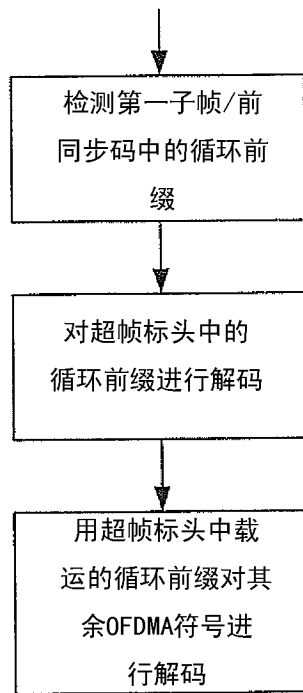 检测第一子帧/前
同步码中的循环前
缀
对超帧标头中的
循环前缀进行解码
用超帧标头中载
运的循环前缀对其
余OFDMA符号进
行解码